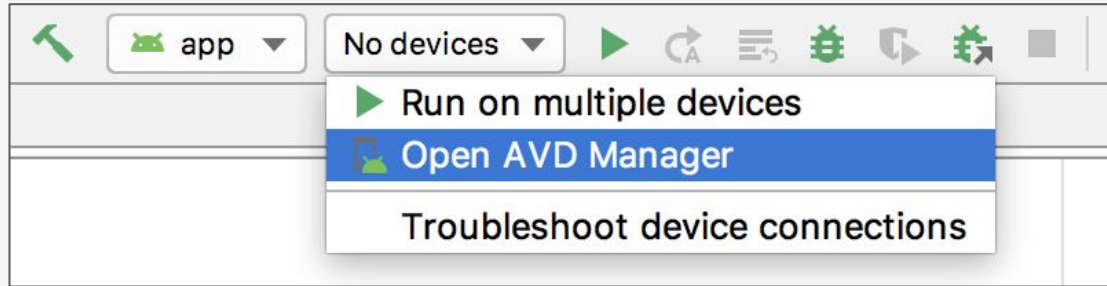 app
No devices
Run on multiple devices
Open AVD Manager
Troubleshoot device connections